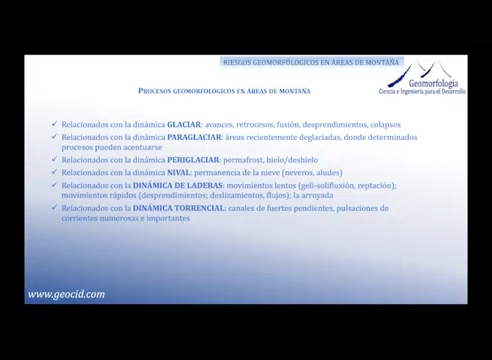 RIESGOS GEOMORFOLÓGICOS EN ÁREAS DE MONTAÑA
Geomorfología
Ciencia e Ingeniería para el Desarrollo
PROCESOS GEOMORFOLÓGICOS EN ÁREAS DE MONTAÑA
✓ Relacionados con la dinámica GLACIAR: avances, retrocesos, fusión, desprendimientos, colapsos
✓ Relacionados con la dinámica PARAGLACIAR: áreas recientemente deglaciadas, donde determinados
procesos pueden acentuarse
✓ Relacionados con la dinámica PERIGLACIAR: permafrost, hielo/deshielo
✓ Relacionados con la dinámica NIVAL: permanencia de la nieve (neveros, aludes)
✓ Relacionados con la DINÁMICA DE LADERAS: movimientos lentos (geli-solifluxión, reptación);
movimientos rápidos (desprendimientos; deslizamientos, flujos); la arroyada
✓ Relacionados con la DINÁMICA TORRENCIAL: canales de fuertes pendientes, pulsaciones de
corrientes numerosas e importantes
www.geocid.com